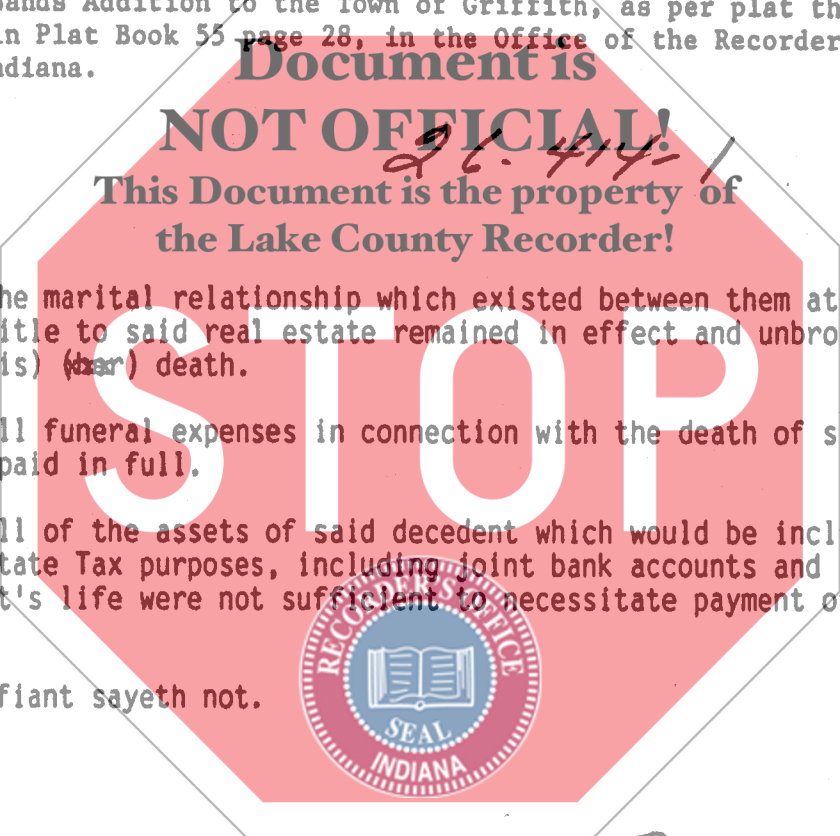 Addition to the Town of Griffith, as per plat th
in Plat Book 55 page 28, in the Office of the Recorder
ndiana.
Document is
NOT OFFICIAL!
26-414-1
This Document is the property of
the Lake County Recorder!
he marital relationship which existed between them at
itle to said real estate remained in effect and unbro
is) (her) death.
STOP
ll funeral expenses in connection with the death of s
paid in full.
ll of the assets of said decedent which would be incl
tate Tax purposes, including joint bank accounts and
t's life were not sufficient to necessitate payment o
RECORDER'S OFFICE
SEAL
INDIANA
fiant sayeth not.